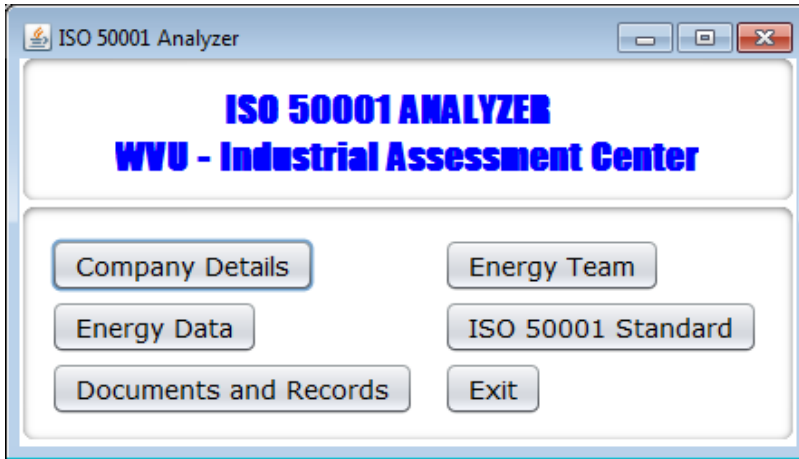 ISO 50001 Analyzer
ISO 50001 ANALYZER
WVU - Industrial Assessment Center
Company Details
Energy Team
Energy Data
ISO 50001 Standard
Documents and Records
Exit